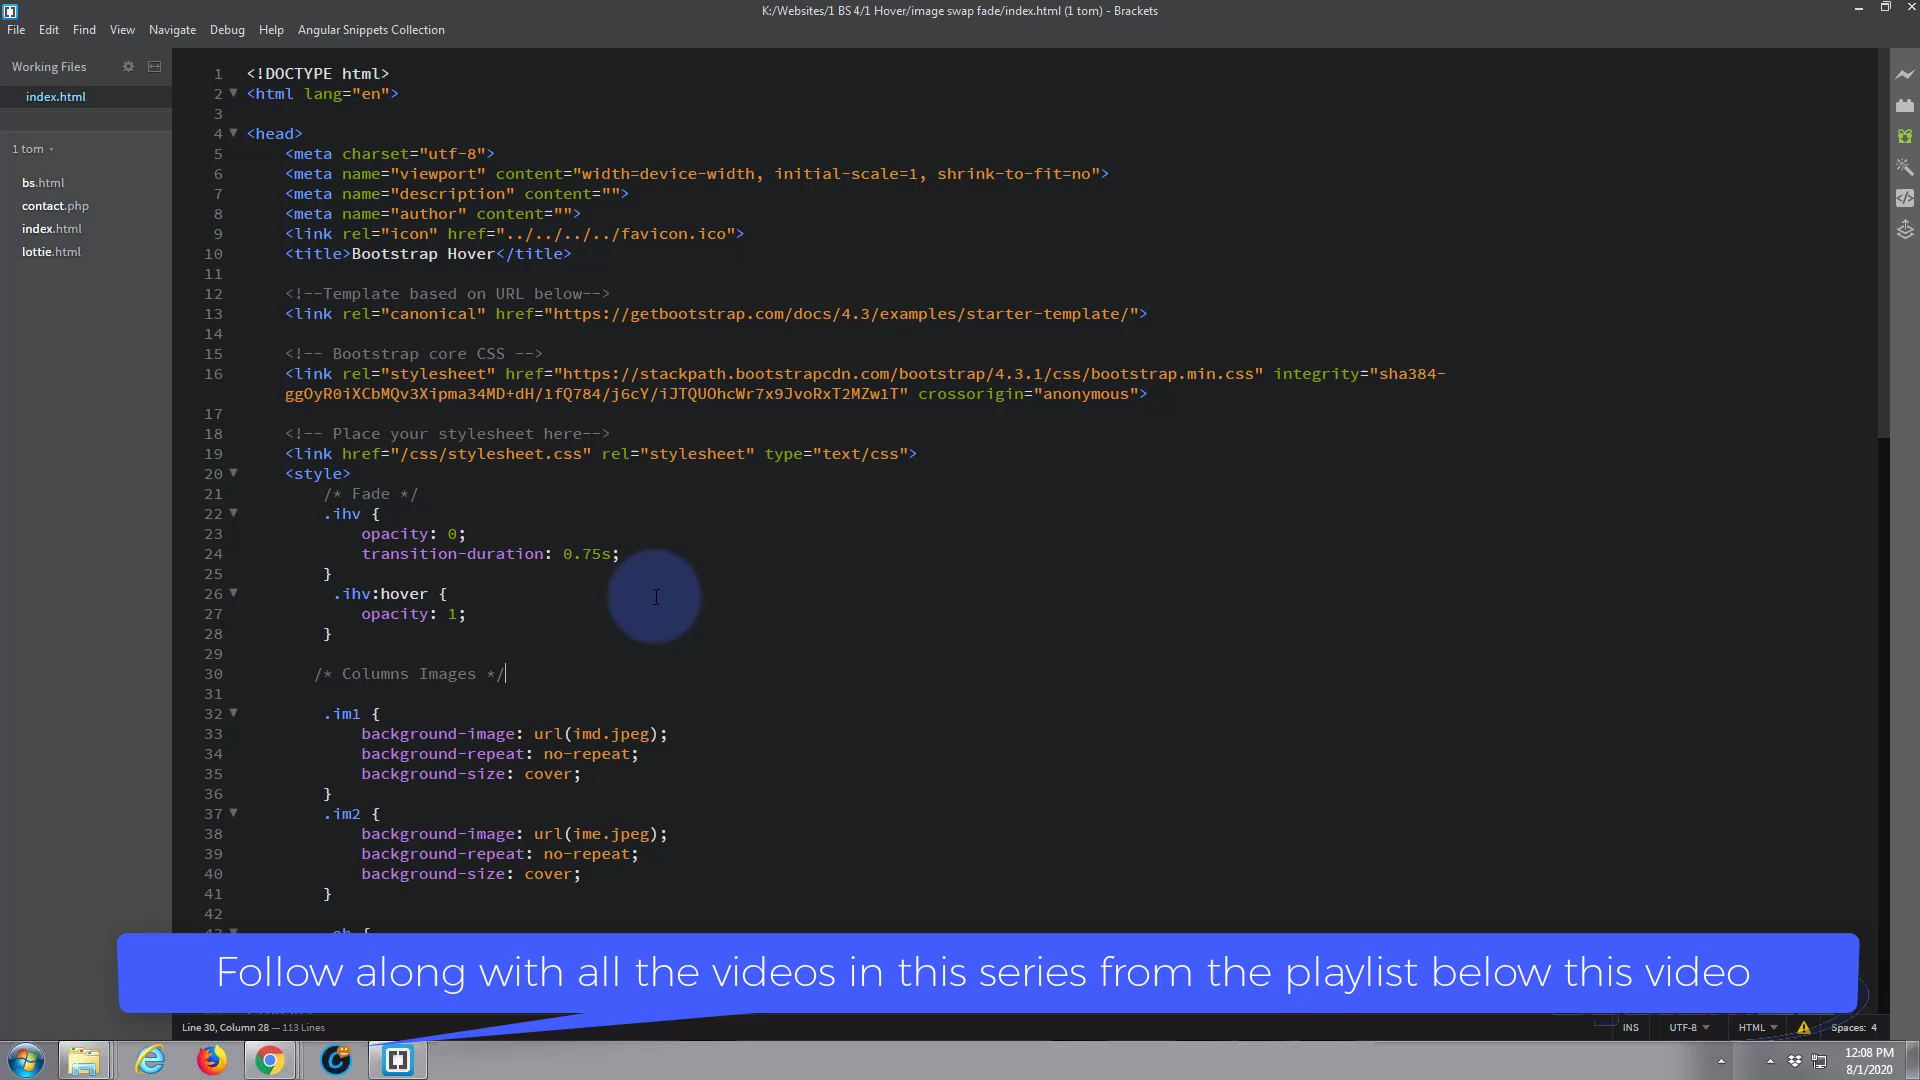 K:/Websites/1 BS 4/1 Hover/image swap fade/index.html (1 tom) - Brackets
File Edit Find View Navigate Debug Help Angular Snippets Collection
Working Files
index.html
1 tom
bs.html
contact.php
index.html
lottie.html
1 <!DOCTYPE html>
2 <html lang="en">
3
4 <head>
5 <meta charset="utf-8">
6 <meta name="viewport" content="width=device-width, initial-scale=1, shrink-to-fit=no">
7 <meta name="description" content="">
8 <meta name="author" content="">
9 <link rel="icon" href="../../../../favicon.ico">
10 <title>Bootstrap Hover</title>
11
12 <!--Template based on URL below-->
13 <link rel="canonical" href="https://getbootstrap.com/docs/4.3/examples/starter-template/">
14
15 <!-- Bootstrap core CSS -->
16 <link rel="stylesheet" href="https://stackpath.bootstrapcdn.com/bootstrap/4.3.1/css/bootstrap.min.css" integrity="sha384-
ggOyR0iXCbMQv3Xipma34MD+dH/1fQ784/j6cY/iJTQUOhcWr7x9JvoRxT2MZw1T" crossorigin="anonymous">
17
18 <!-- Place your stylesheet here-->
19 <link href="/css/stylesheet.css" rel="stylesheet" type="text/css">
20 <style>
21 /* Fade */
22 .ihv {
23 opacity: 0;
24 transition-duration: 0.75s;
25 }
26 .ihv:hover {
27 opacity: 1;
28 }
29
30 /* Columns Images */
31
32 .im1 {
33 background-image: url(imd.jpeg);
34 background-repeat: no-repeat;
35 background-size: cover;
36 }
37 .im2 {
38 background-image: url(ime.jpeg);
39 background-repeat: no-repeat;
40 background-size: cover;
41 }
42
Follow along with all the videos in this series from the playlist below this video
Line 30, Column 28 — 113 Lines
INS UTF-8 HTML Spaces: 4
12:08 PM
8/1/2020